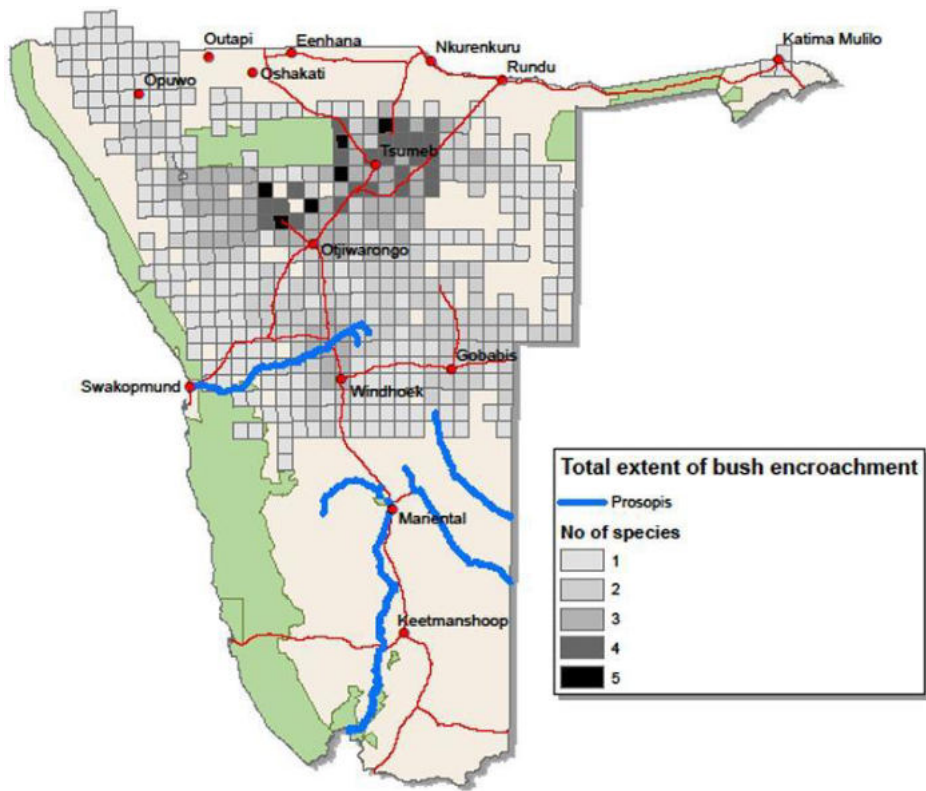 Outapi
Eenhana
Nkurenkuru
Katima Mulilo
Opuwo
Oshakati
Rundu
Tsumeb
Otjiwarongo
Gobabis
Swakopmund
Windhoek
Mariental
Keetmanshoop
Total extent of bush encroachment
Prosopis
No of species
1
2
3
4
5